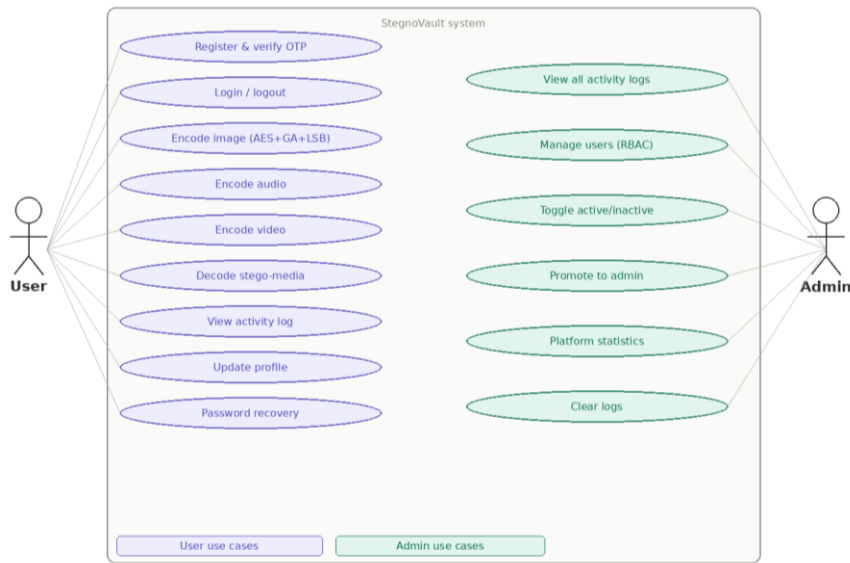 StegnoVault system
Register & verify OTP
Login / logout
Encode image (AES+GA+LSB)
Encode audio
Encode video
Decode stego-media
View activity log
Update profile
Password recovery
View all activity logs
Manage users (RBAC)
Toggle active/inactive
Promote to admin
Platform statistics
Clear logs
User
Admin
User use cases
Admin use cases